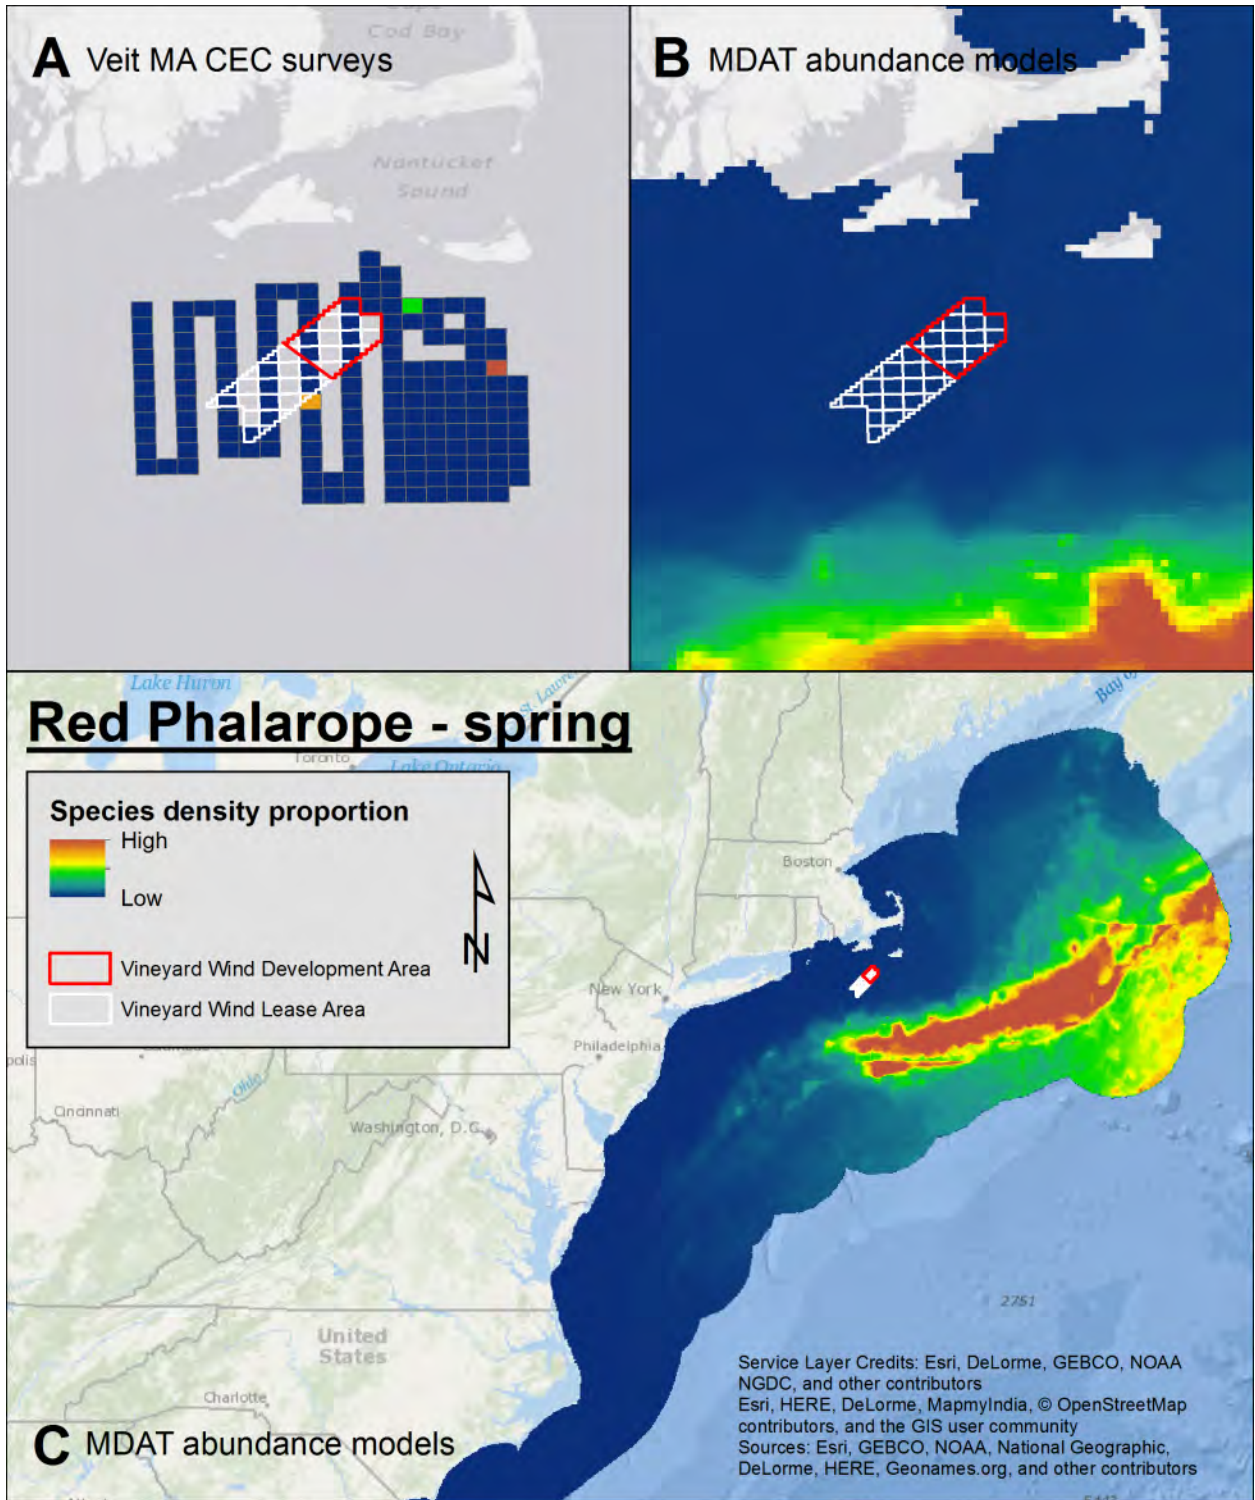 A Veit MA CEC surveys
Cod Bay
Nantucket
Sound
B MDAT abundance models
Lake Huron
St. Lawre
Bay of
Red Phalarope - spring
Toronto
Lake Ontario
Species density proportion
High
Low
Vineyard Wind Development Area
Vineyard Wind Lease Area
N
Boston
New York
Philadelphia
Ohio
Cincinnati
Washington, D.C.
2751
United
States
Charlotte
Service Layer Credits: Esri, DeLorme, GEBCO, NOAA
NGDC, and other contributors
Esri, HERE, DeLorme, MapmyIndia, © OpenStreetMap
contributors, and the GIS user community
Sources: Esri, GEBCO, NOAA, National Geographic,
DeLorme, HERE, Geonames.org, and other contributors
C MDAT abundance models